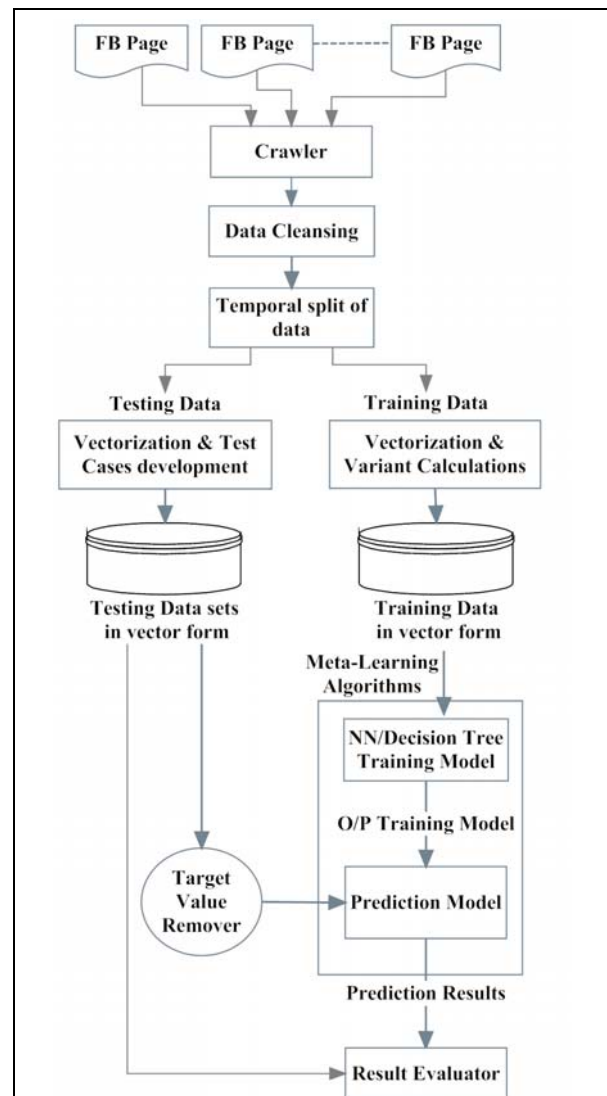 FB Page
FB Page
FB Page
Crawler
Data Cleansing
Temporal split of
data
Testing Data
Training Data
Vectorization & Test
Cases development
Vectorization &
Variant Calculations
Testing Data sets
in vector form
Training Data
in vector form
Meta-Learning
Algorithms
NN/Decision Tree
Training Model
O/P Training Model
Target
Value
Remover
Prediction Model
Prediction Results
Result Evaluator